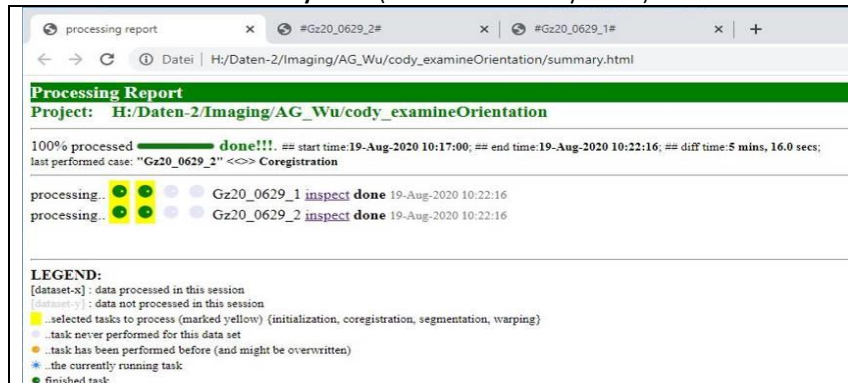 processing report
#Gz20_0629_2#
#Gz20_0629_1#
Datei | H:/Daten-2/Imaging/AG_Wu/cody_examineOrientation/summary.html
Processing Report
Project: H:/Daten-2/Imaging/AG_Wu/cody_examineOrientation
100% processed done!!!. ## start time:19-Aug-2020 10:17:00; ## end time:19-Aug-2020 10:22:16; ## diff time:5 mins, 16.0 secs;
last performed case: "Gz20_0629_2" <<>> Coregistration
processing.. Gz20_0629_1 inspect done 19-Aug-2020 10:22:16
processing.. Gz20_0629_2 inspect done 19-Aug-2020 10:22:16
LEGEND:
[dataset-x] : data processed in this session
[dataset-y] : data not processed in this session
..selected tasks to process (marked yellow) {initialization, coregistration, segmentation, warping}
..task never performed for this data set
..task has been performed before (and might be overwritten)
..the currently running task
finished task